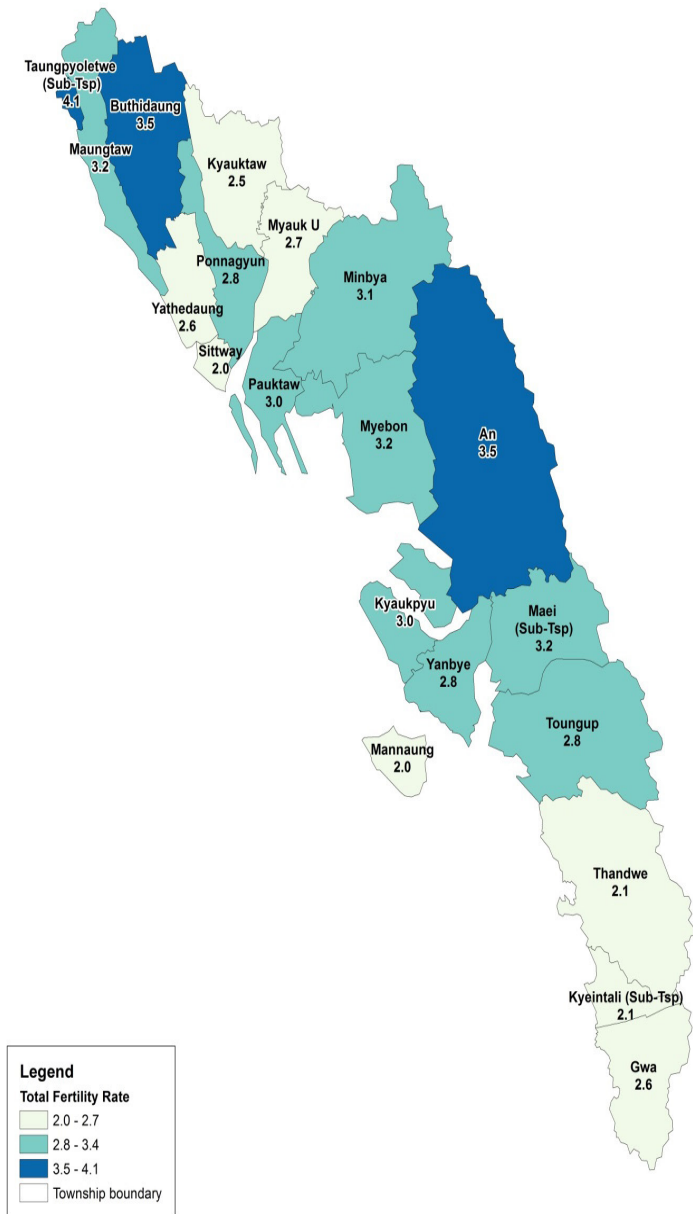 Taungpyoletwe
(Sub-Tsp)
4.1
Buthidaung
3.5
Maungtaw
3.2
Kyauktaw
2.5
Myauk U
2.7
Ponnagyun
2.8
Minbya
3.1
Yathedaung
2.6
Sittway
2.0
Pauktaw
3.0
Myebon
3.2
An
3.5
Kyaukpyu
3.0
Maei
(Sub-Tsp)
3.2
Yanbye
2.8
Toungup
2.8
Mannaung
2.0
Thandwe
2.1
Kyeintali (Sub-Tsp)
2.1
Gwa
2.6
Legend
Total Fertility Rate
2.0 - 2.7
2.8 - 3.4
3.5 - 4.1
Township boundary